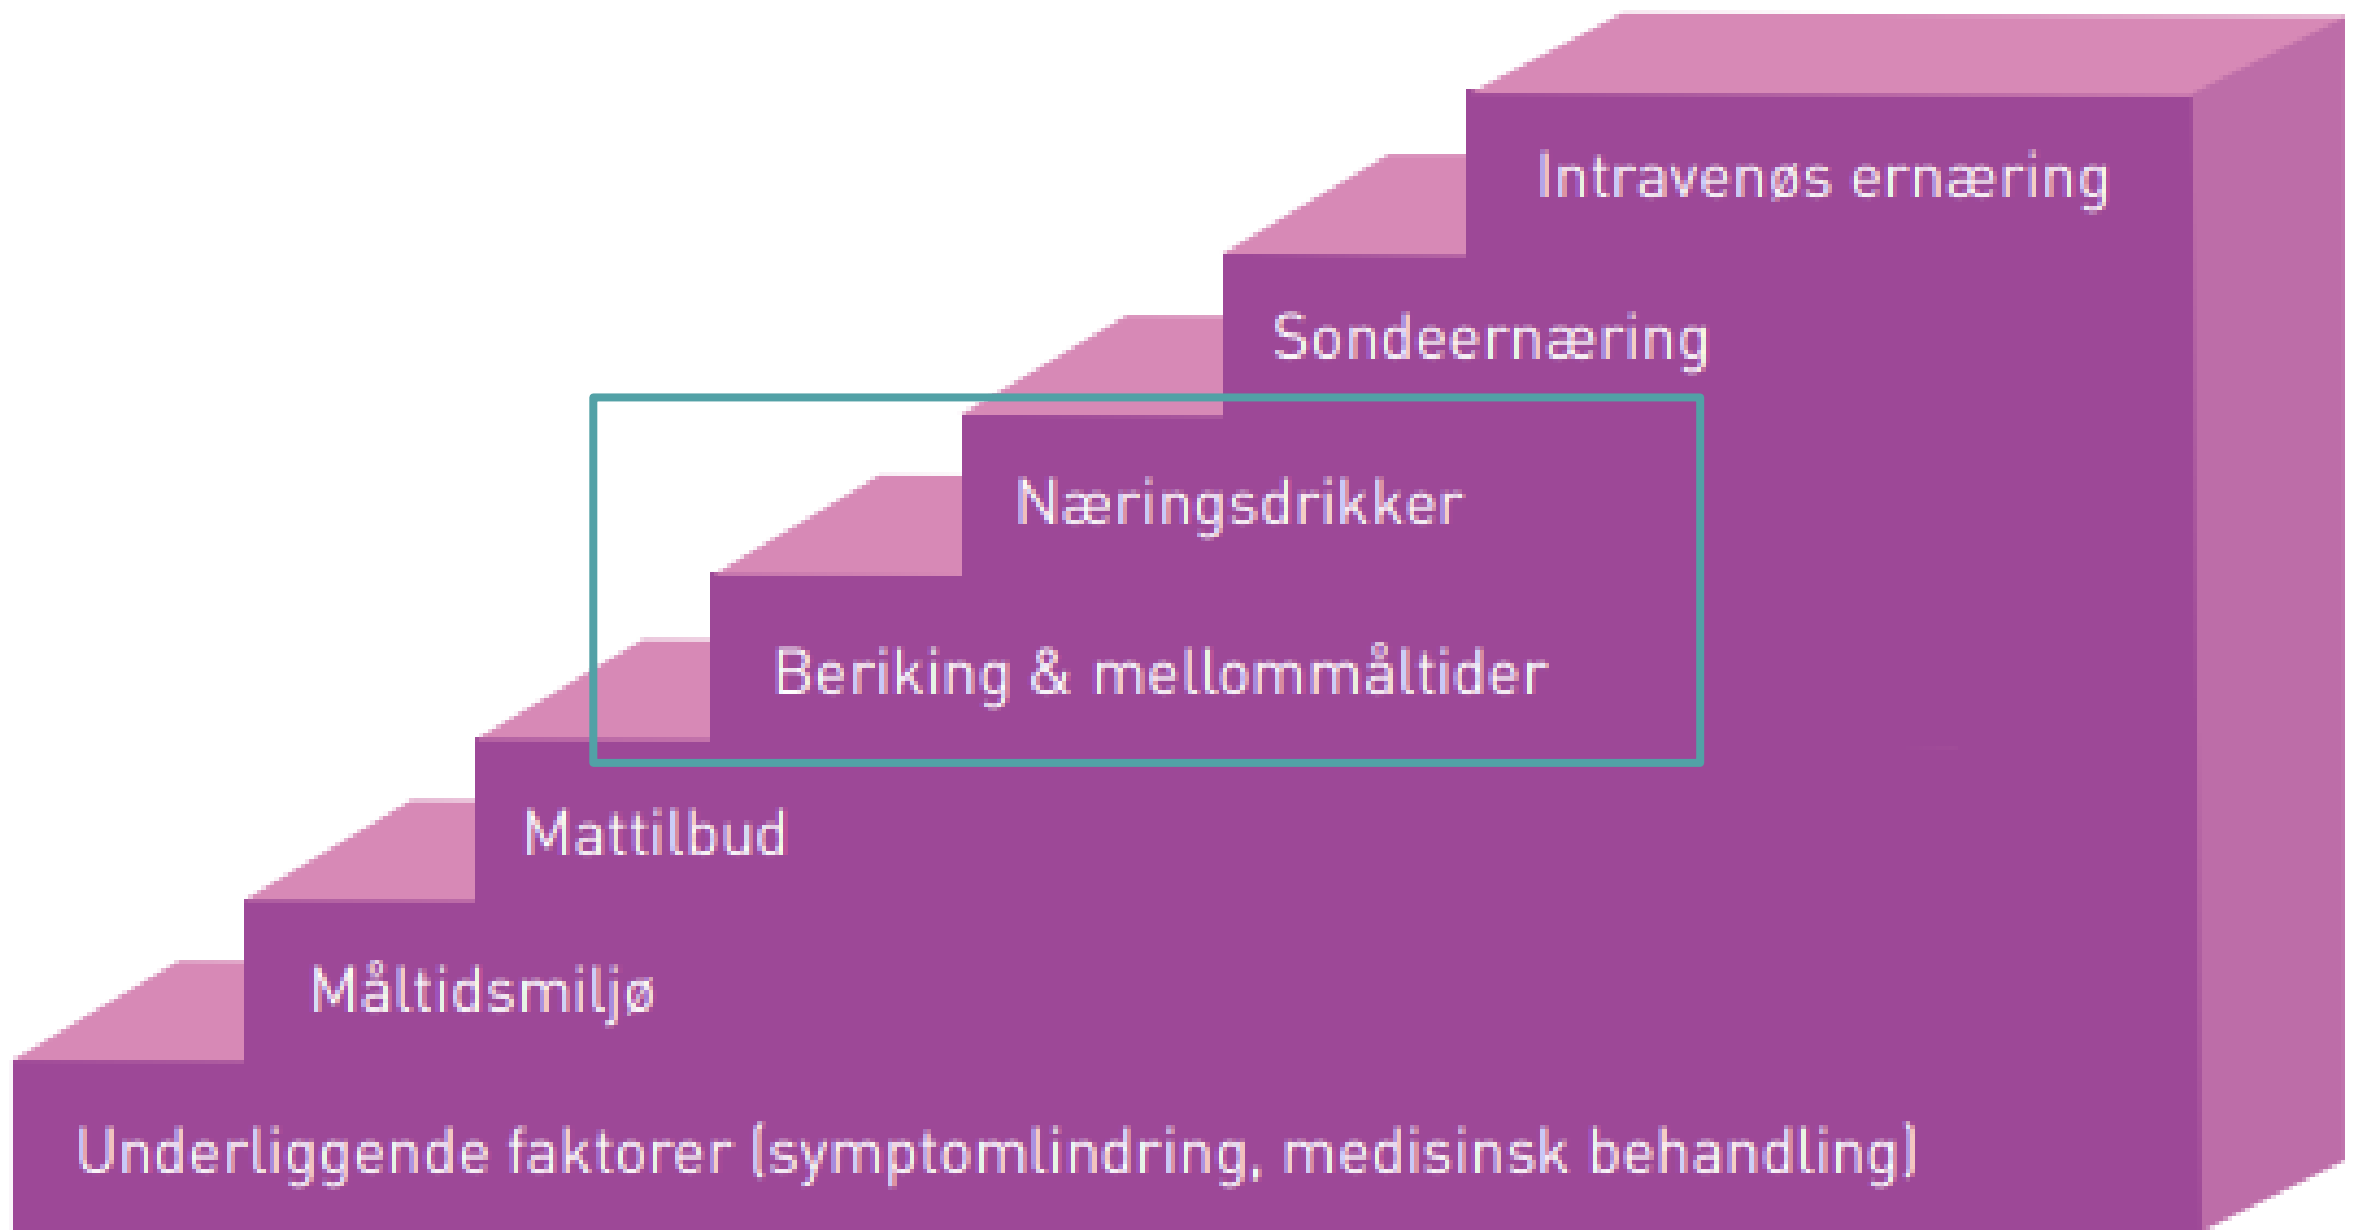 Intravenøs ernæring
Sondeernæring
Næringsdrikker
Beriking & mellommåltider
Mattilbud
Måltidsmiljø
Underliggende faktorer (symptomlindring, medisinsk behandling)